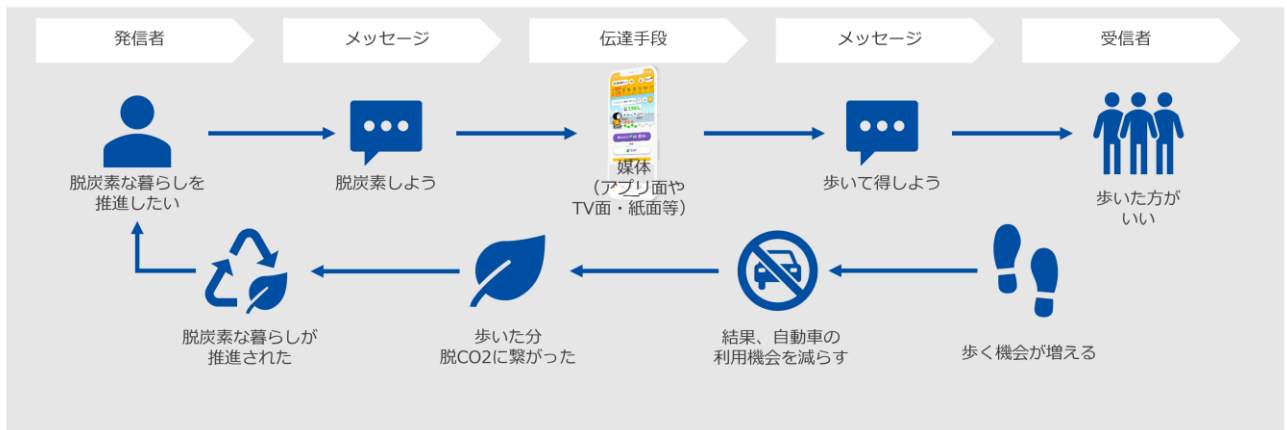 発信者
メッセージ
伝達手段
メッセージ
受信者
脱炭素な暮らしを
推進したい
脱炭素しよう
媒体
(アプリ面や
TV面・紙面等)
歩いて得しよう
歩いた方が
いい
脱炭素な暮らしが
推進された
歩いた分
脱CO2に繋がった
結果、自動車の
利用機会を減らす
歩く機会が増える